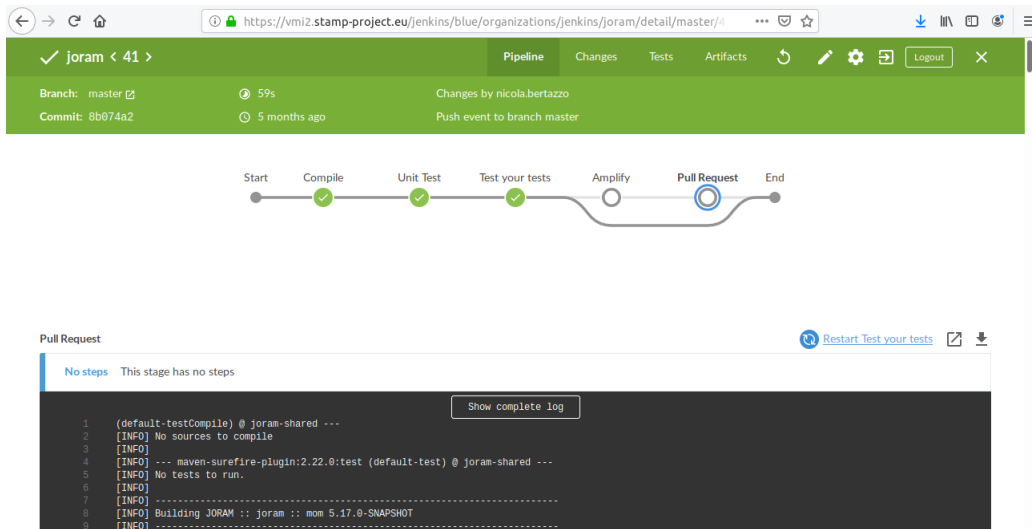 https://vmi2.stamp-project.eu/jenkins/blue/organizations/jenkins/joram/detail/master/4
joram < 41 >
Pipeline Changes Tests Artifacts Logout
Branch: master 59s Changes by nicola.bertazzo
Commit: 8b074a2 5 months ago Push event to branch master
Start Compile Unit Test Test your tests Amplify Pull Request End
Pull Request Restart Test your tests
No steps This stage has no steps
Show complete log
1 (default-testCompile) @ joram-shared ---
2 [INFO] No sources to compile
3 [INFO]
4 [INFO] --- maven-surefire-plugin:2.22.0:test (default-test) @ joram-shared ---
5 [INFO] No tests to run.
6 [INFO]
7 [INFO] ------------------------------------------------------------------------
8 [INFO] Building JORAM :: joram :: mom 5.17.0-SNAPSHOT
9 [INFO] ------------------------------------------------------------------------